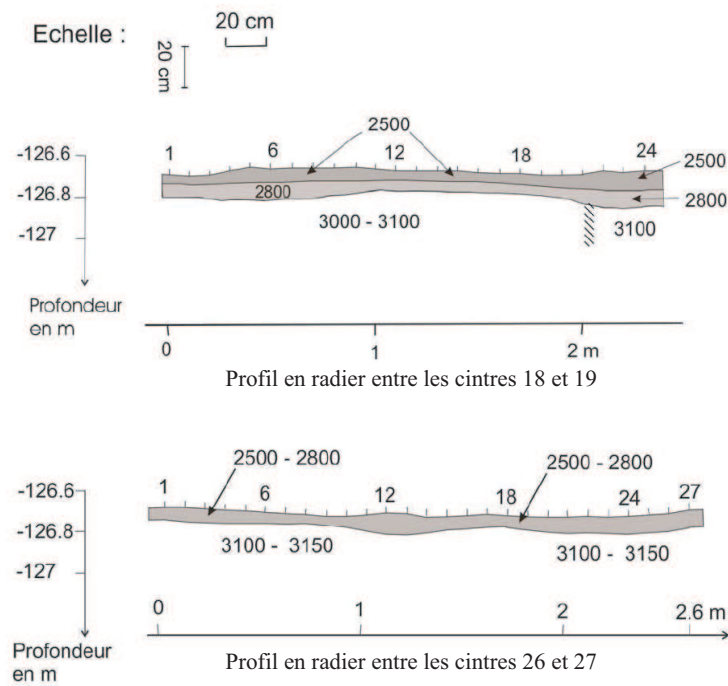 Echelle :
20 cm
20 cm
2500
1 6 12 18 24
2500
2800
2800
3000 - 3100
3100
-126.6
-126.8
-127
Profondeur
en m
0 1 2 m
Profil en radier entre les cintres 18 et 19
2500 - 2800 2500 - 2800
1 6 12 18 24 27
-126.6
-126.8
-127
3100 - 3150 3100 - 3150
0 1 2 2.6 m
Profondeur
en m
Profil en radier entre les cintres 26 et 27